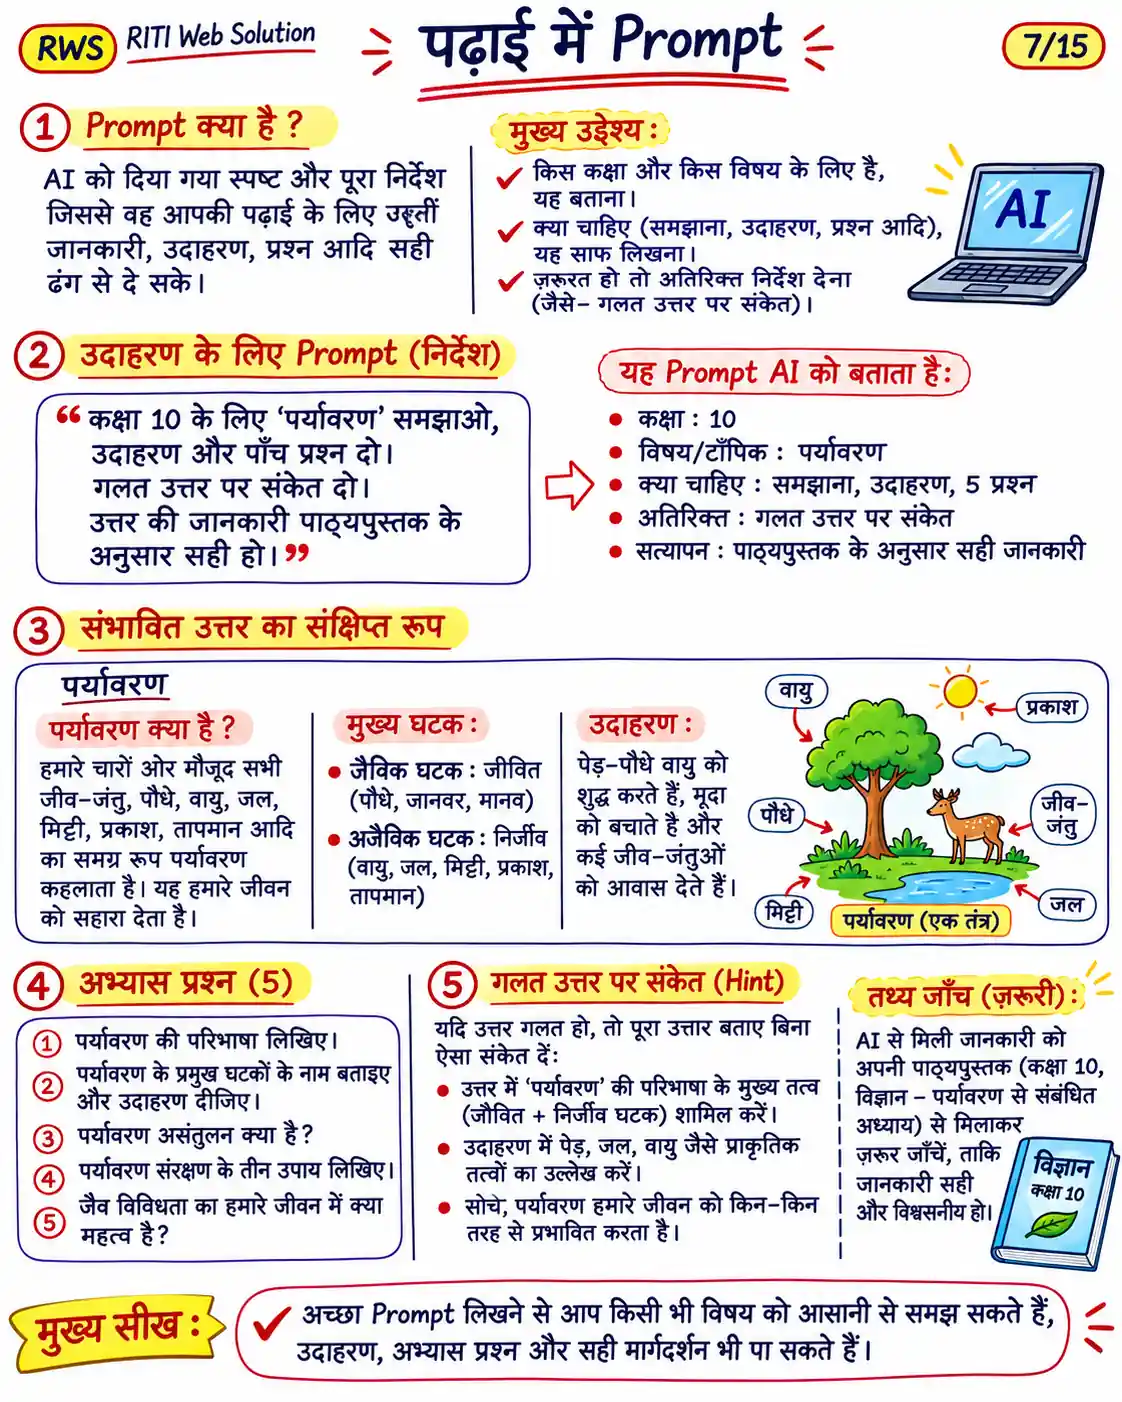 RWS RITI Web Solution
पढ़ाई में Prompt
7/15
1 Prompt क्या है ?
AI को दिया गया स्पष्ट और पूरा निर्देश
जिससे वह आपकी पढ़ाई के लिए
जानकारी, उदाहरण, प्रश्न आदि सही
ढंग से दे सके।
मुख्य उद्देश्य :
किस कक्षा और किस विषय के लिए है,
यह बताना।
क्या चाहिए (समझाना, उदाहरण, प्रश्न आदि),
यह साफ लिखना।
ज़रूरत हो तो अतिरिक्त निर्देश देना
(जैसे– गलत उत्तर पर संकेत)।
AI
2 उदाहरण के लिए Prompt (निर्देश)
“ कक्षा 10 के लिए ‘पर्यावरण’ समझाओ,
उदाहरण और पाँच प्रश्न दो।
गलत उत्तर पर संकेत दो।
उत्तर की जानकारी पाठ्यपुस्तक के
अनुसार सही हो। ”
यह Prompt AI को बताता है:
• कक्षा : 10
• विषय/टॉपिक : पर्यावरण
• क्या चाहिए : समझाना, उदाहरण, 5 प्रश्न
• अतिरिक्त : गलत उत्तर पर संकेत
• सत्यापन : पाठ्यपुस्तक के अनुसार सही जानकारी
3 संभावित उत्तर का संक्षिप्त रूप
पर्यावरण
पर्यावरण क्या है ?
हमारे चारों ओर मौजूद सभी
जीव-जंतु, पौधे, वायु, जल,
मिट्टी, प्रकाश, तापमान आदि
का समग्र रूप पर्यावरण
कहलाता है। यह हमारे जीवन
को सहारा देता है।
मुख्य घटक :
• जैविक घटक : जीवित
(पौधे, जानवर, मानव)
• अजैविक घटक : निर्जीव
(वायु, जल, मिट्टी, प्रकाश,
तापमान)
उदाहरण :
पेड़-पौधे वायु को
शुद्ध करते हैं, मृदा
को बचाते है और
कई जीव-जंतुओं
को आवास देते हैं।
वायु
प्रकाश
पौधे
जीव-
जंतु
मिट्टी
जल
पर्यावरण (एक तंत्र)
4 अभ्यास प्रश्न (5)
1 पर्यावरण की परिभाषा लिखिए।
2 पर्यावरण के प्रमुख घटकों के नाम बताइए
और उदाहरण दीजिए।
3 पर्यावरण असंतुलन क्या है?
4 पर्यावरण संरक्षण के तीन उपाय लिखिए।
5 जैव विविधता का हमारे जीवन में क्या
महत्व है?
5 गलत उत्तर पर संकेत (Hint)
यदि उत्तर गलत हो, तो पूरा उत्तार बताए बिना
ऐसा संकेत दें:
• उत्तर में ‘पर्यावरण’ की परिभाषा के मुख्य तत्व
(जौवित + निर्जीव घटक) शामिल करें।
• उदाहरण में पेड़, जल, वायु जैसे प्राकृतिक
तत्वों का उल्लेख करें।
• सोचे, पर्यावरण हमारे जीवन को किन-किन
तरह से प्रभावित करता है।
तथ्य जाँच (ज़रूरी) :
AI से मिली जानकारी को
अपनी पाठ्यपुस्तक (कक्षा 10,
विज्ञान – पर्यावरण से संबंधित
अध्याय) से मिलाकर
ज़रूर जाँचें, ताकि
जानकारी सही
और विश्वसनीय हो।
विज्ञान
कक्षा 10
मुख्य सीख :
अच्छा Prompt लिखने से आप किसी भी विषय को आसानी से समझ सकते हैं,
उदाहरण, अभ्यास प्रश्न और सही मार्गदर्शन भी पा सकते हैं।